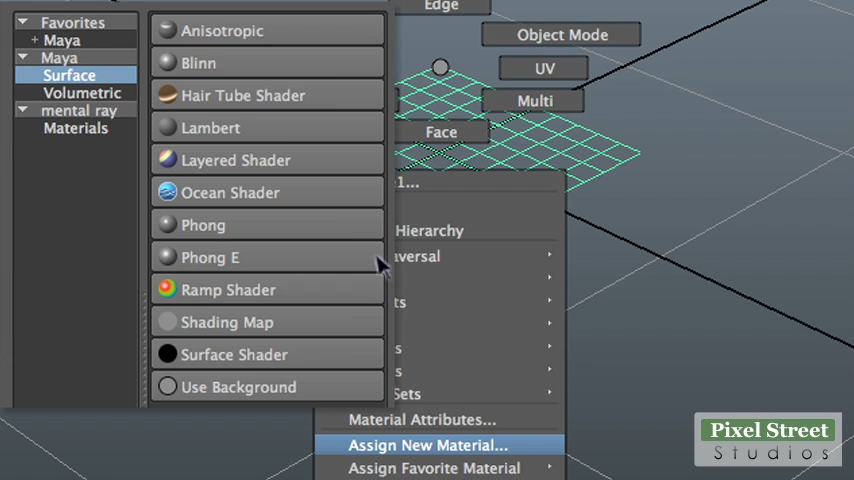 Favorites
+ Maya
Maya
Surface
Volumetric
mental ray
Materials
Anisotropic
Blinn
Hair Tube Shader
Lambert
Layered Shader
Ocean Shader
Phong
Phong E
Ramp Shader
Shading Map
Surface Shader
Use Background
Edge
Object Mode
UV
Multi
Face
Hierarchy
Sets
Material Attributes...
Assign New Material...
Assign Favorite Material
Pixel Street
Studios